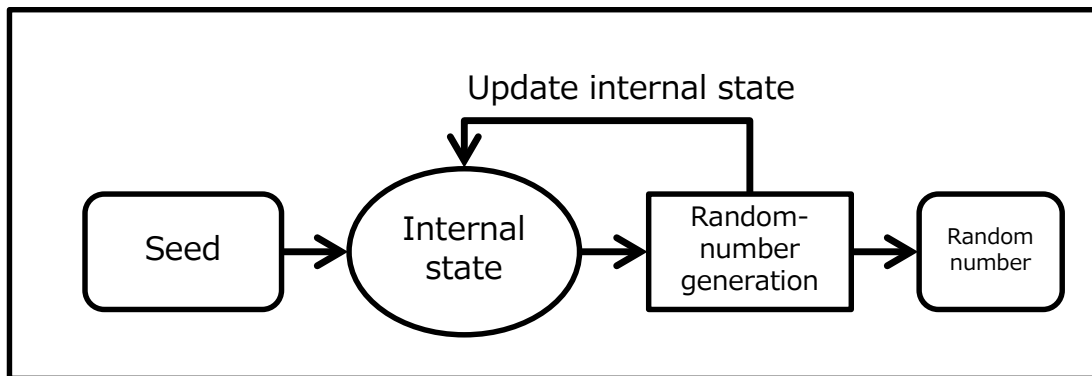 Update internal state
Seed
Internal
state
Random-
number
generation
Random
number